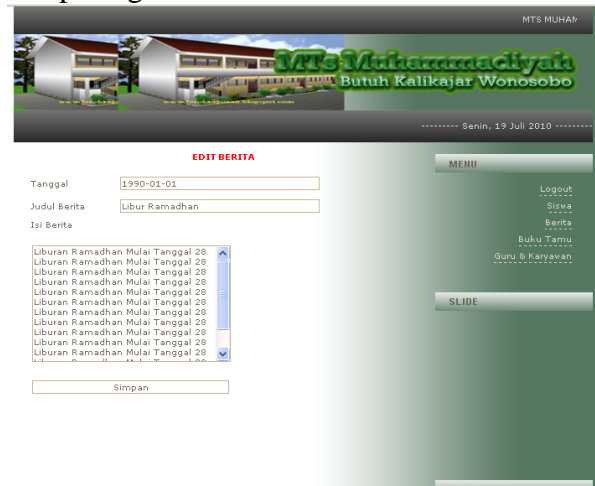 MTS MUHAM
MTs Muhammadiyah
Butuh Kalikajar Wonosobo
--------- Senin, 19 Juli 2010 ---------
EDIT BERITA
MENU
Tanggal 1990-01-01
Logout
Judul Berita Libur Ramadhan
Siswa
Isi Berita
Berita
Buku Tamu
Guru & Karyawan
Liburan Ramadhan Mulai Tanggal 28
Liburan Ramadhan Mulai Tanggal 28
Liburan Ramadhan Mulai Tanggal 28
Liburan Ramadhan Mulai Tanggal 28
Liburan Ramadhan Mulai Tanggal 28
Liburan Ramadhan Mulai Tanggal 28
Liburan Ramadhan Mulai Tanggal 28
Liburan Ramadhan Mulai Tanggal 28
Liburan Ramadhan Mulai Tanggal 28
Liburan Ramadhan Mulai Tanggal 28
Liburan Ramadhan Mulai Tanggal 28
SLIDE
Simpan